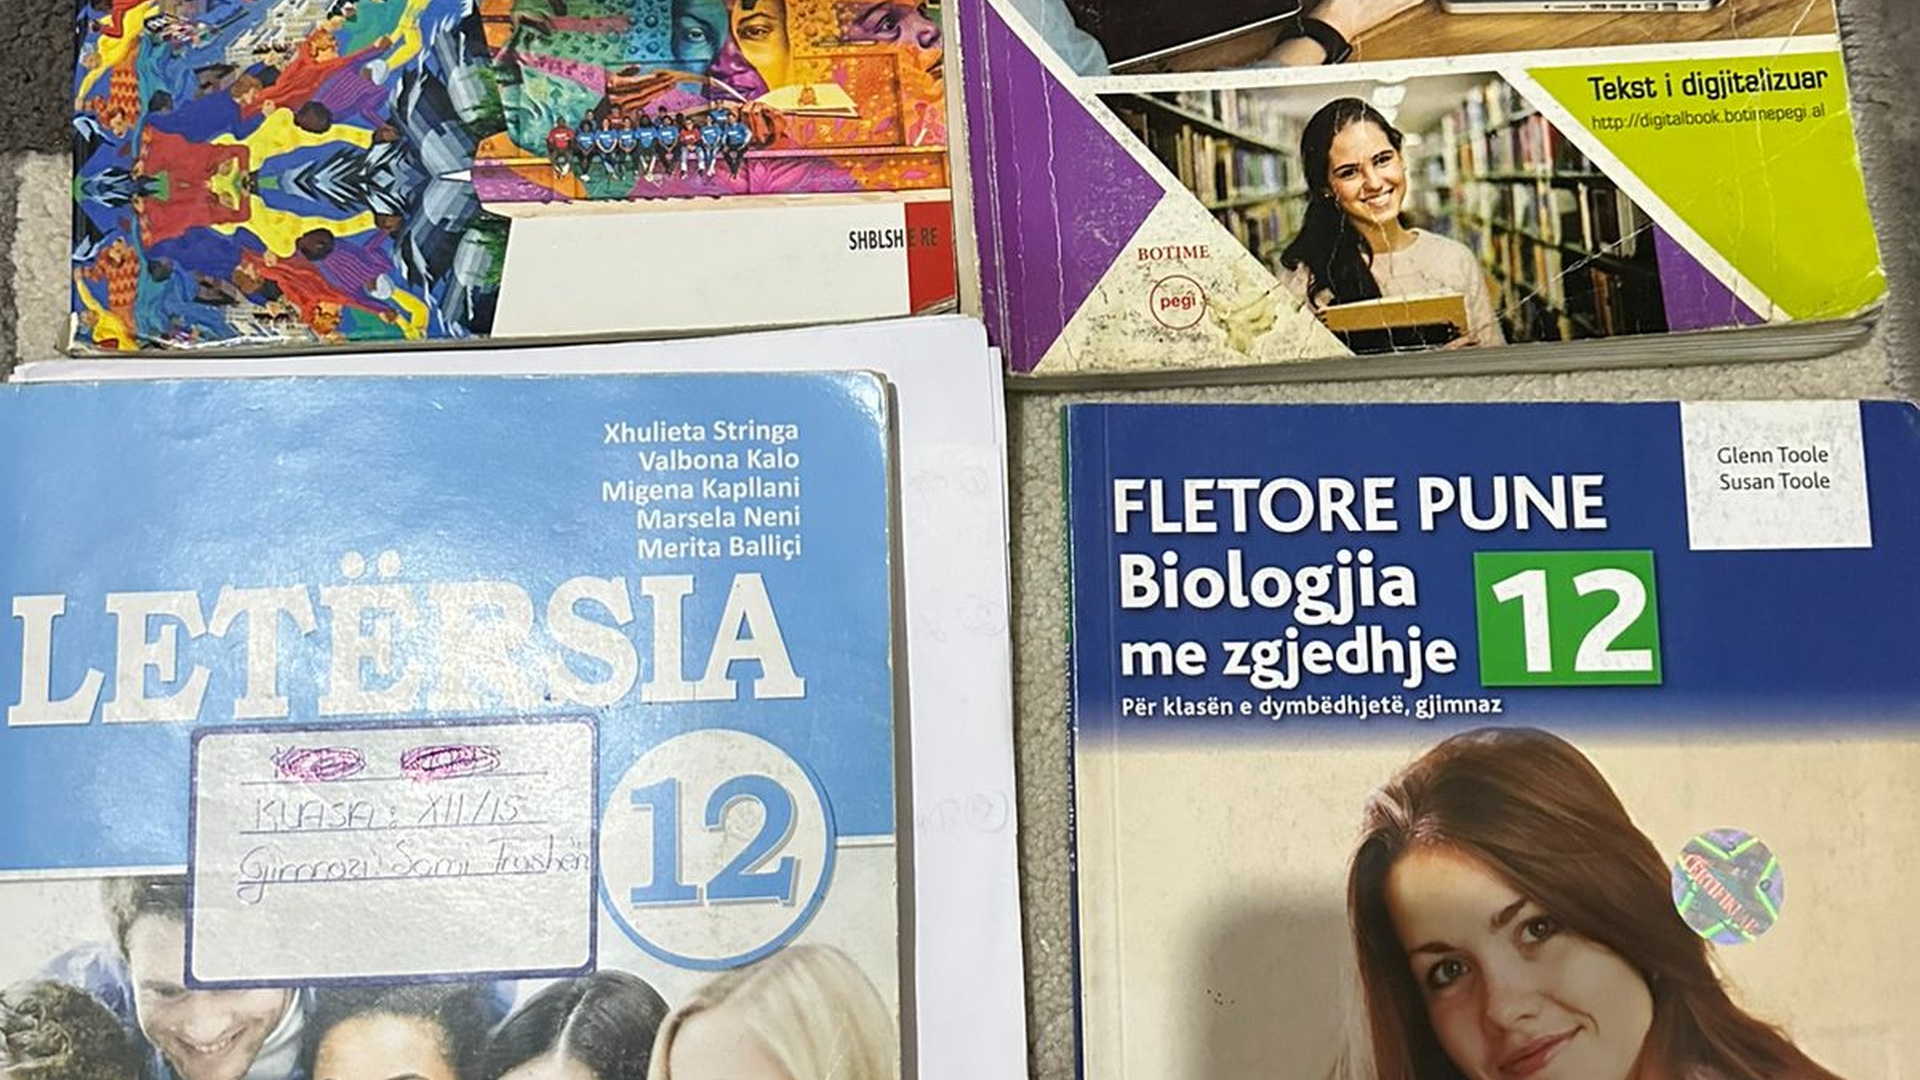 SHBLSH E RE
Tekst i digjitalizuar
http://digitalbook.botimepegi.al
BOTIME
pegi
Xhulieta Stringa
Valbona Kalo
Migena Kapllani
Marsela Neni
Merita Balliçi
LETËRSIA
12
KLASA: XII/15
Gjimnazi Sami Frashëri
Glenn Toole
Susan Toole
FLETORE PUNE
Biologjia
me zgjedhje
12
Për klasën e dymbëdhjetë, gjimnaz